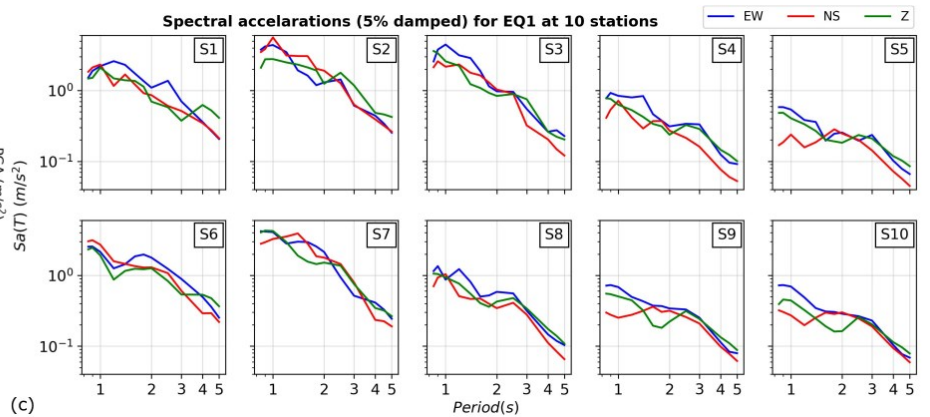 Spectral accelarations (5% damped) for EQ1 at 10 stations
EW NS Z
S1 S2 S3 S4 S5
10⁰
10⁻¹
Sa(T) (m/s²)
S6 S7 S8 S9 S10
10⁰
10⁻¹
1 2 3 4 5 1 2 3 4 5 1 2 3 4 5 1 2 3 4 5 1 2 3 4 5
(c)
Period(s)